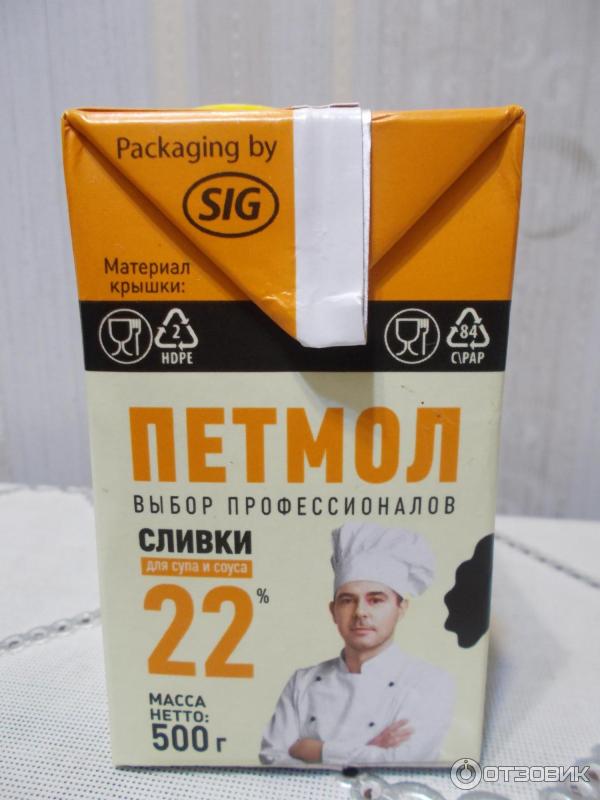 Packaging by
SIG
Материал
крышки:
2
HDPE
84
C\PAP
ПЕТМОЛ
ВЫБОР ПРОФЕССИОНАЛОВ
СЛИВКИ
для супа и соуса
22%
МАССА
НЕТТО:
500 г
ОТЗОВИК